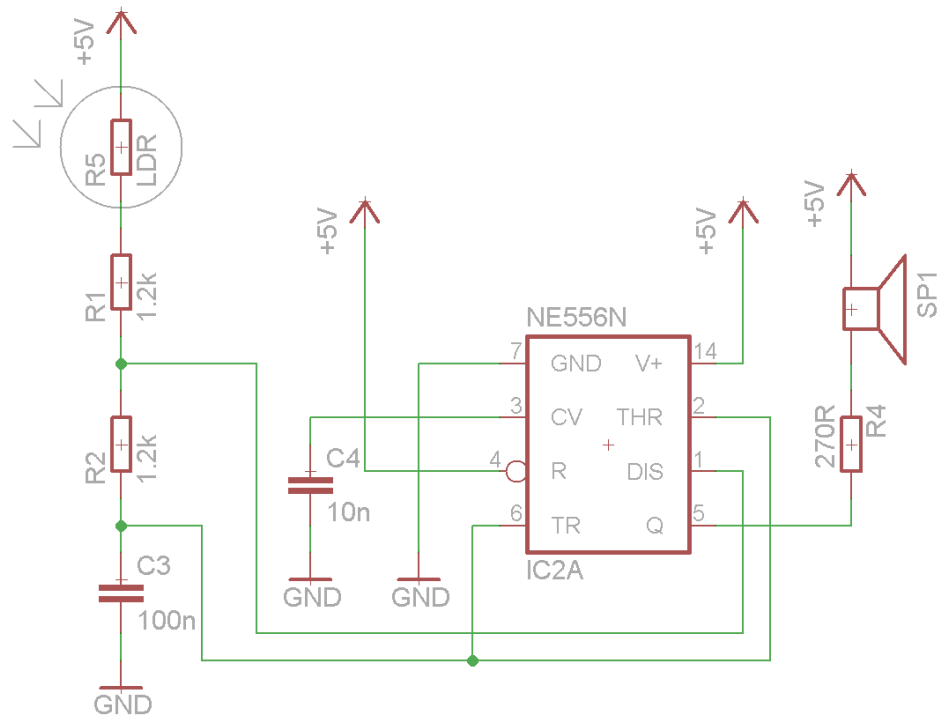 +5V
R5
LDR
R1
1.2k
R2
1.2k
C3
100n
GND
+5V
C4
10n
GND
GND
NE556N
7
GND
V+
14
3
CV
THR
2
4
R
DIS
1
6
TR
Q
5
IC2A
+5V
+5V
SP1
270R
R4